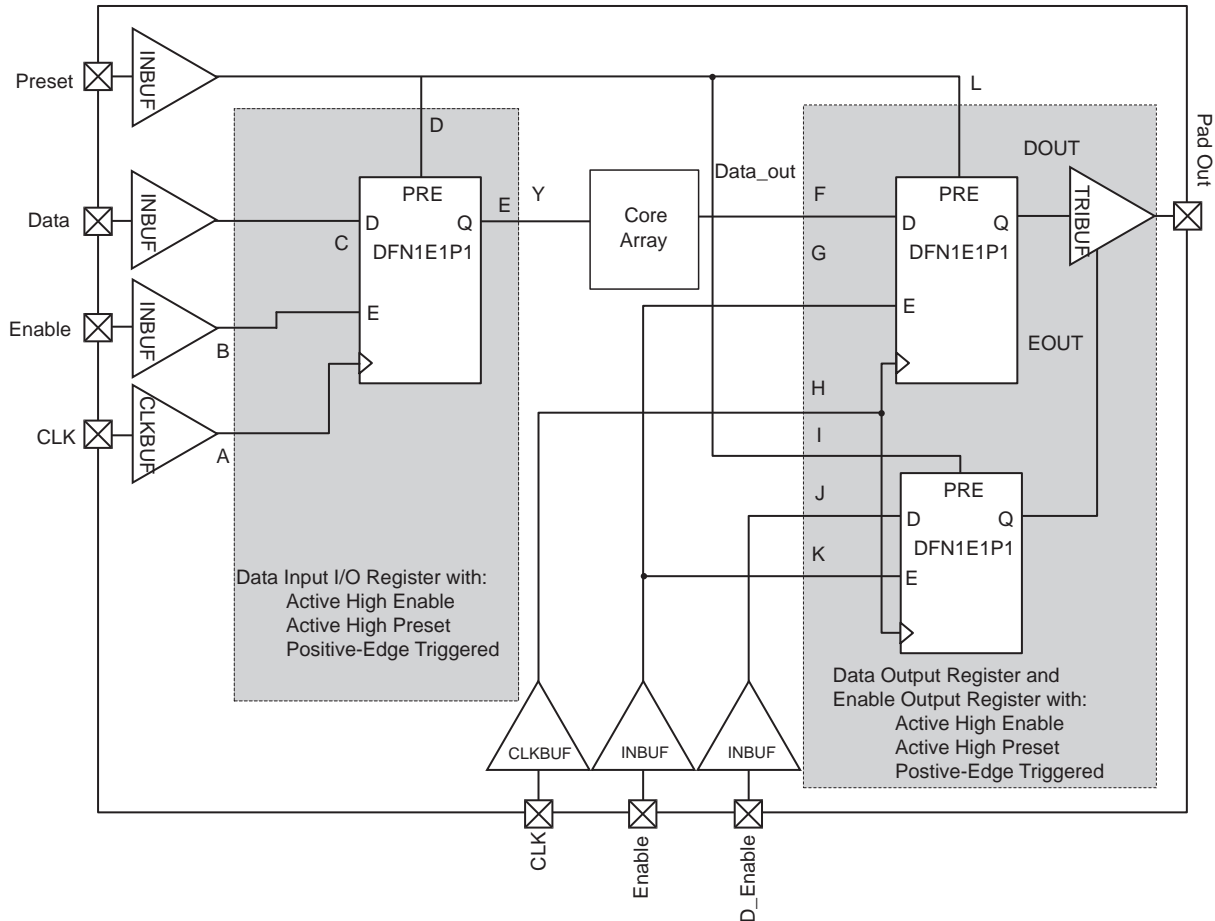 Preset
INBUF
L
D
Pad Out
DOUT
Data
INBUF
C
PRE
D
Q
DFN1E1P1
E
E
Y
Core
Array
Data_out
F
G
PRE
D
Q
DFN1E1P1
E
TRIBUF
EOUT
Enable
INBUF
B
CLK
CLKBUF
A
H
I
J
K
PRE
D
Q
DFN1E1P1
E
Data Input I/O Register with:
Active High Enable
Active High Preset
Positive-Edge Triggered
Data Output Register and
Enable Output Register with:
Active High Enable
Active High Preset
Postive-Edge Triggered
CLKBUF
INBUF
INBUF
CLK
Enable
D_Enable